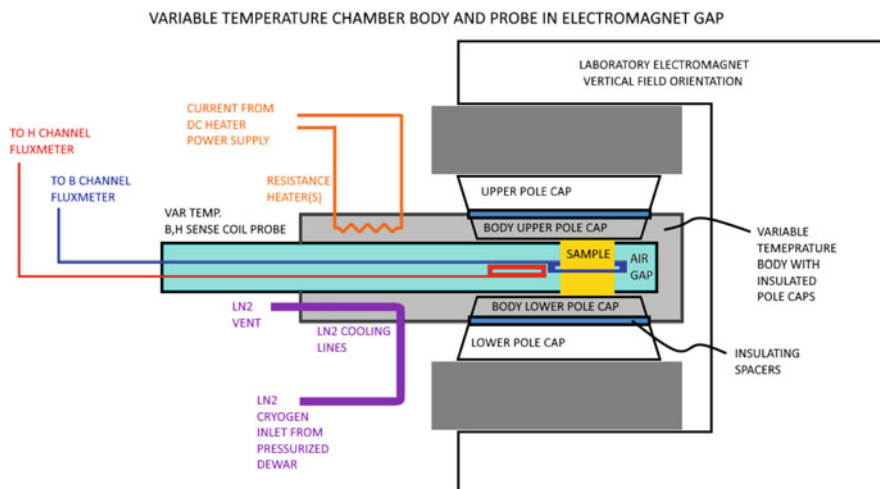 VARIABLE TEMPERATURE CHAMBER BODY AND PROBE IN ELECTROMAGNET GAP
LABORATORY ELECTROMAGNET
VERTICAL FIELD ORIENTATION
CURRENT FROM
DC HEATER
POWER SUPPLY
TO H CHANNEL
FLUXMETER
TO B CHANNEL
FLUXMETER
RESISTANCE
HEATER(S)
UPPER POLE CAP
VAR TEMP.
B,H SENSE COIL PROBE
BODY UPPER POLE CAP
VARIABLE
TEMEPRATURE
BODY WITH
INSULATED
POLE CAPS
SAMPLE
AIR
GAP
LN2
VENT
LN2 COOLING
LINES
BODY LOWER POLE CAP
LOWER POLE CAP
INSULATING
SPACERS
LN2
CRYOGEN
INLET FROM
PRESSURIZED
DEWAR